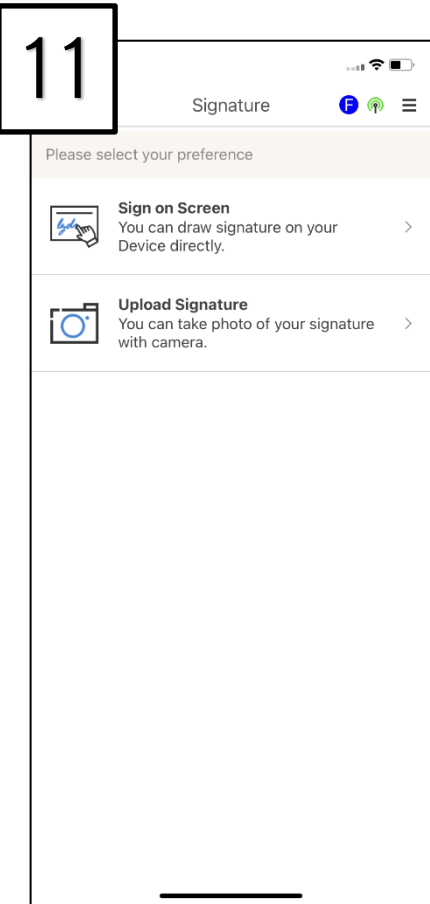 11
Signature
F
Please select your preference
Sign on Screen
You can draw signature on your
Device directly.
Upload Signature
You can take photo of your signature
with camera.